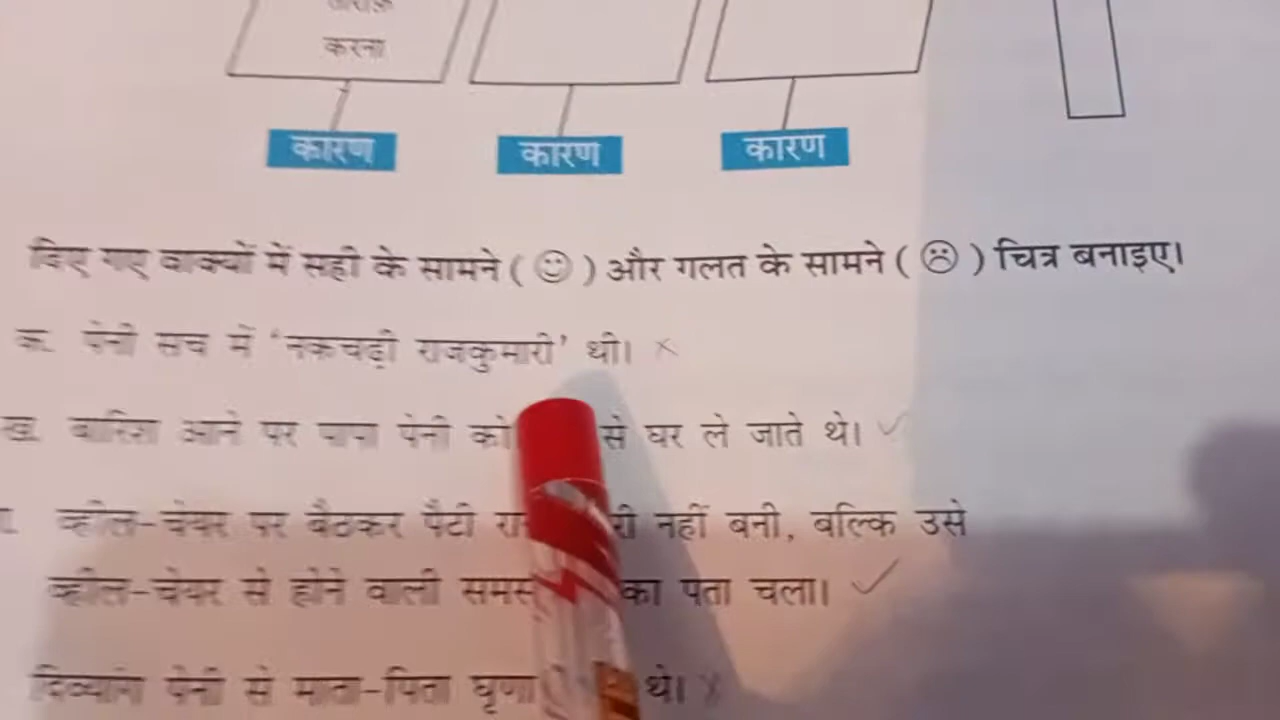 करना
कारण कारण कारण
दिए गए वाक्यों में सही के सामने ( ☺ ) और गलत के सामने ( ☹ ) चित्र बनाइए।
क. पेनी सच में 'नकचढ़ी राजकुमारी' थी। ×
ख. बारिश आने पर पापा पेनी को से घर ले जाते थे। ✓
व्हील-चेयर पर बैठकर पैटी नहीं बनी, बल्कि उसे
व्हील-चेयर से होने वाली का पता चला। ✓
दिव्यांग पेनी से माता-पिता घृणा थे। ×